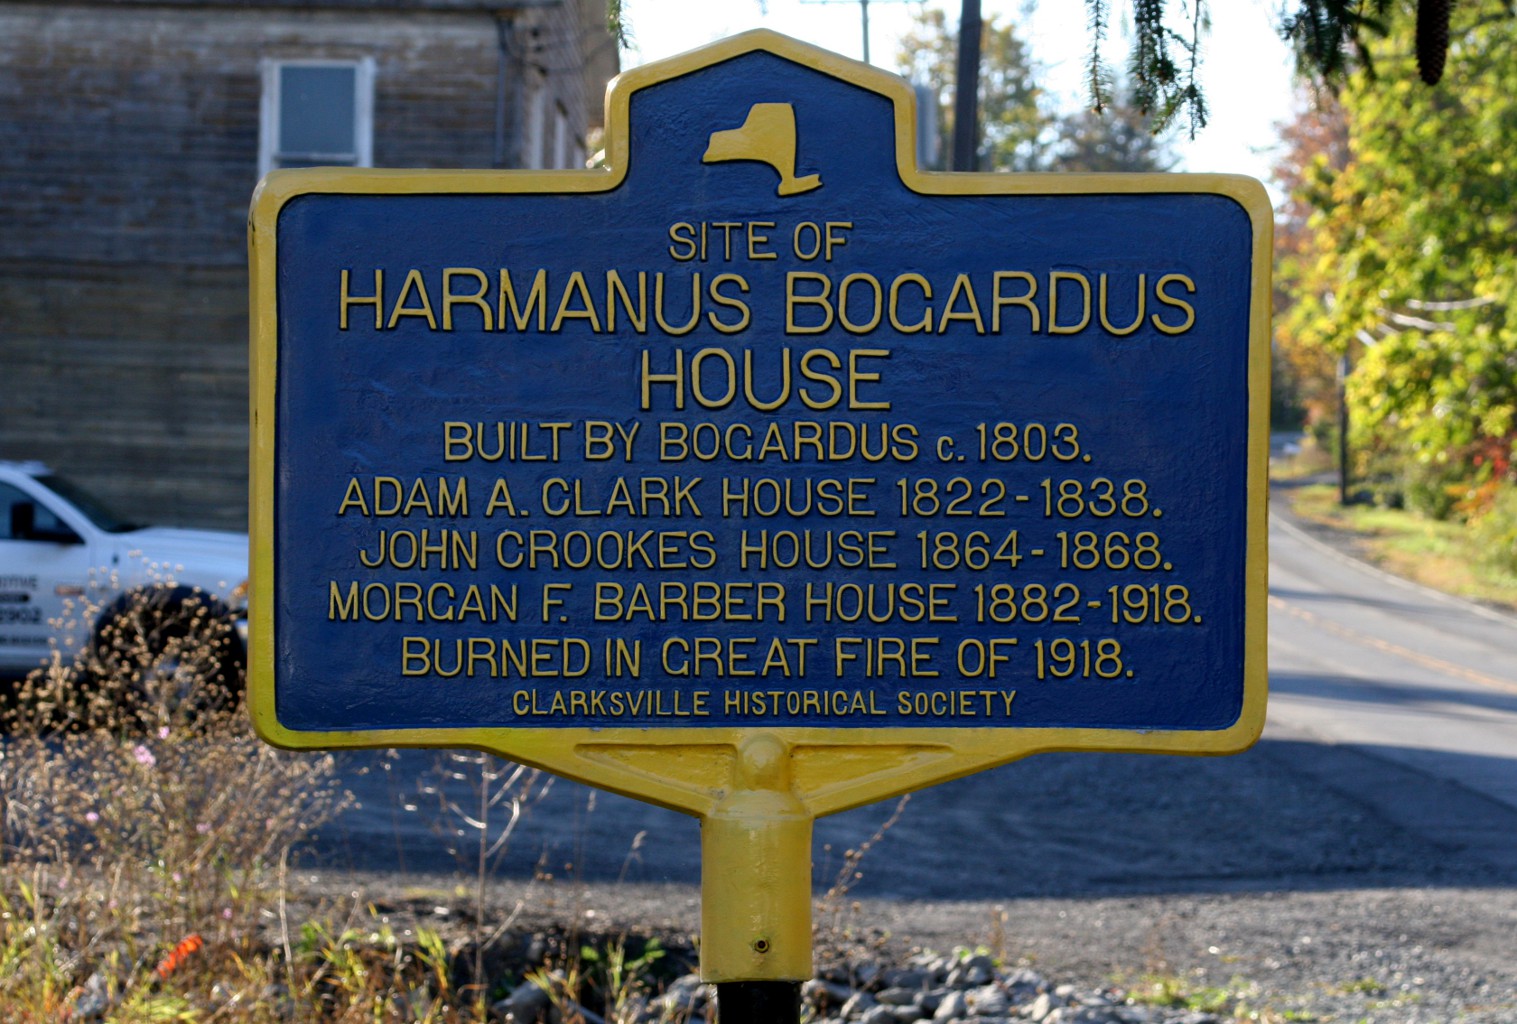 SITE OF
HARMANUS BOGARDUS
HOUSE
BUILT BY BOGARDUS c. 1803.
ADAM A. CLARK HOUSE 1822-1838.
JOHN CROOKES HOUSE 1864-1868.
MORGAN F. BARBER HOUSE 1882-1918.
BURNED IN GREAT FIRE OF 1918.
CLARKSVILLE HISTORICAL SOCIETY